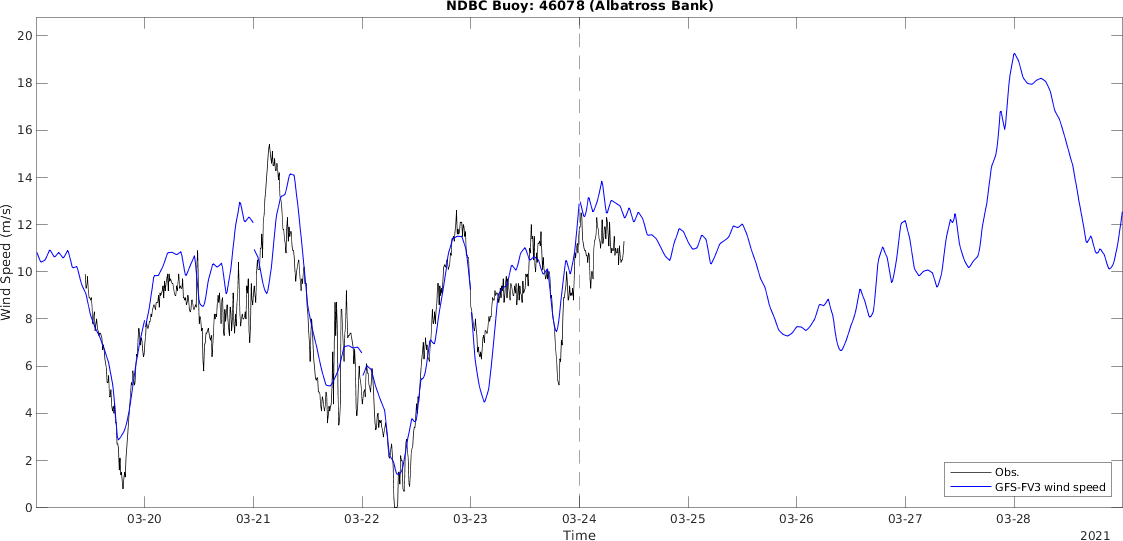 NDBC Buoy: 46078 (Albatross Bank)
20
18
16
14
12
10
8
6
4
2
0
Wind Speed (m/s)
Obs.
GFS-FV3 wind speed
03-20 03-21 03-22 03-23 03-24 03-25 03-26 03-27 03-28
Time
2021